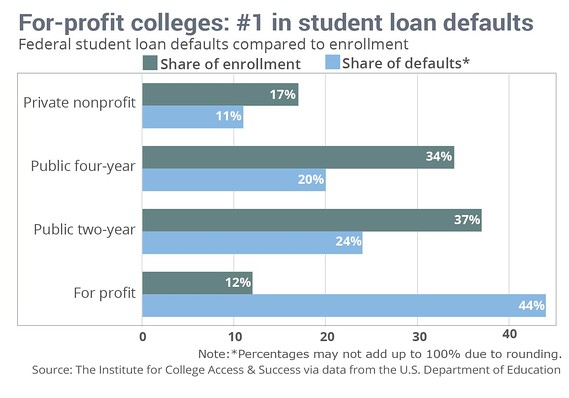 For-profit colleges: #1 in student loan defaults
Federal student loan defaults compared to enrollment
Share of enrollment Share of defaults*
Private nonprofit 17%
11%
Public four-year 34%
20%
Public two-year 37%
24%
For profit 12%
44%
0 10 20 30 40
Note:*Percentages may not add up to 100% due to rounding.
Source: The Institute for College Access & Success via data from the U.S. Department of Education